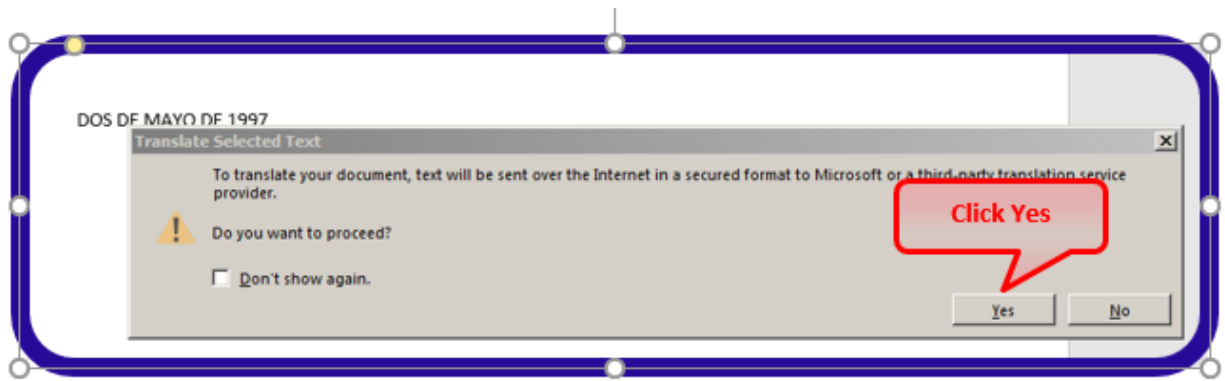 DOS DE MAYO DE 1997
Translate Selected Text
To translate your document, text will be sent over the Internet in a secured format to Microsoft or a third-party translation service
provider.
Click Yes
Do you want to proceed?
Don't show again.
Yes
No